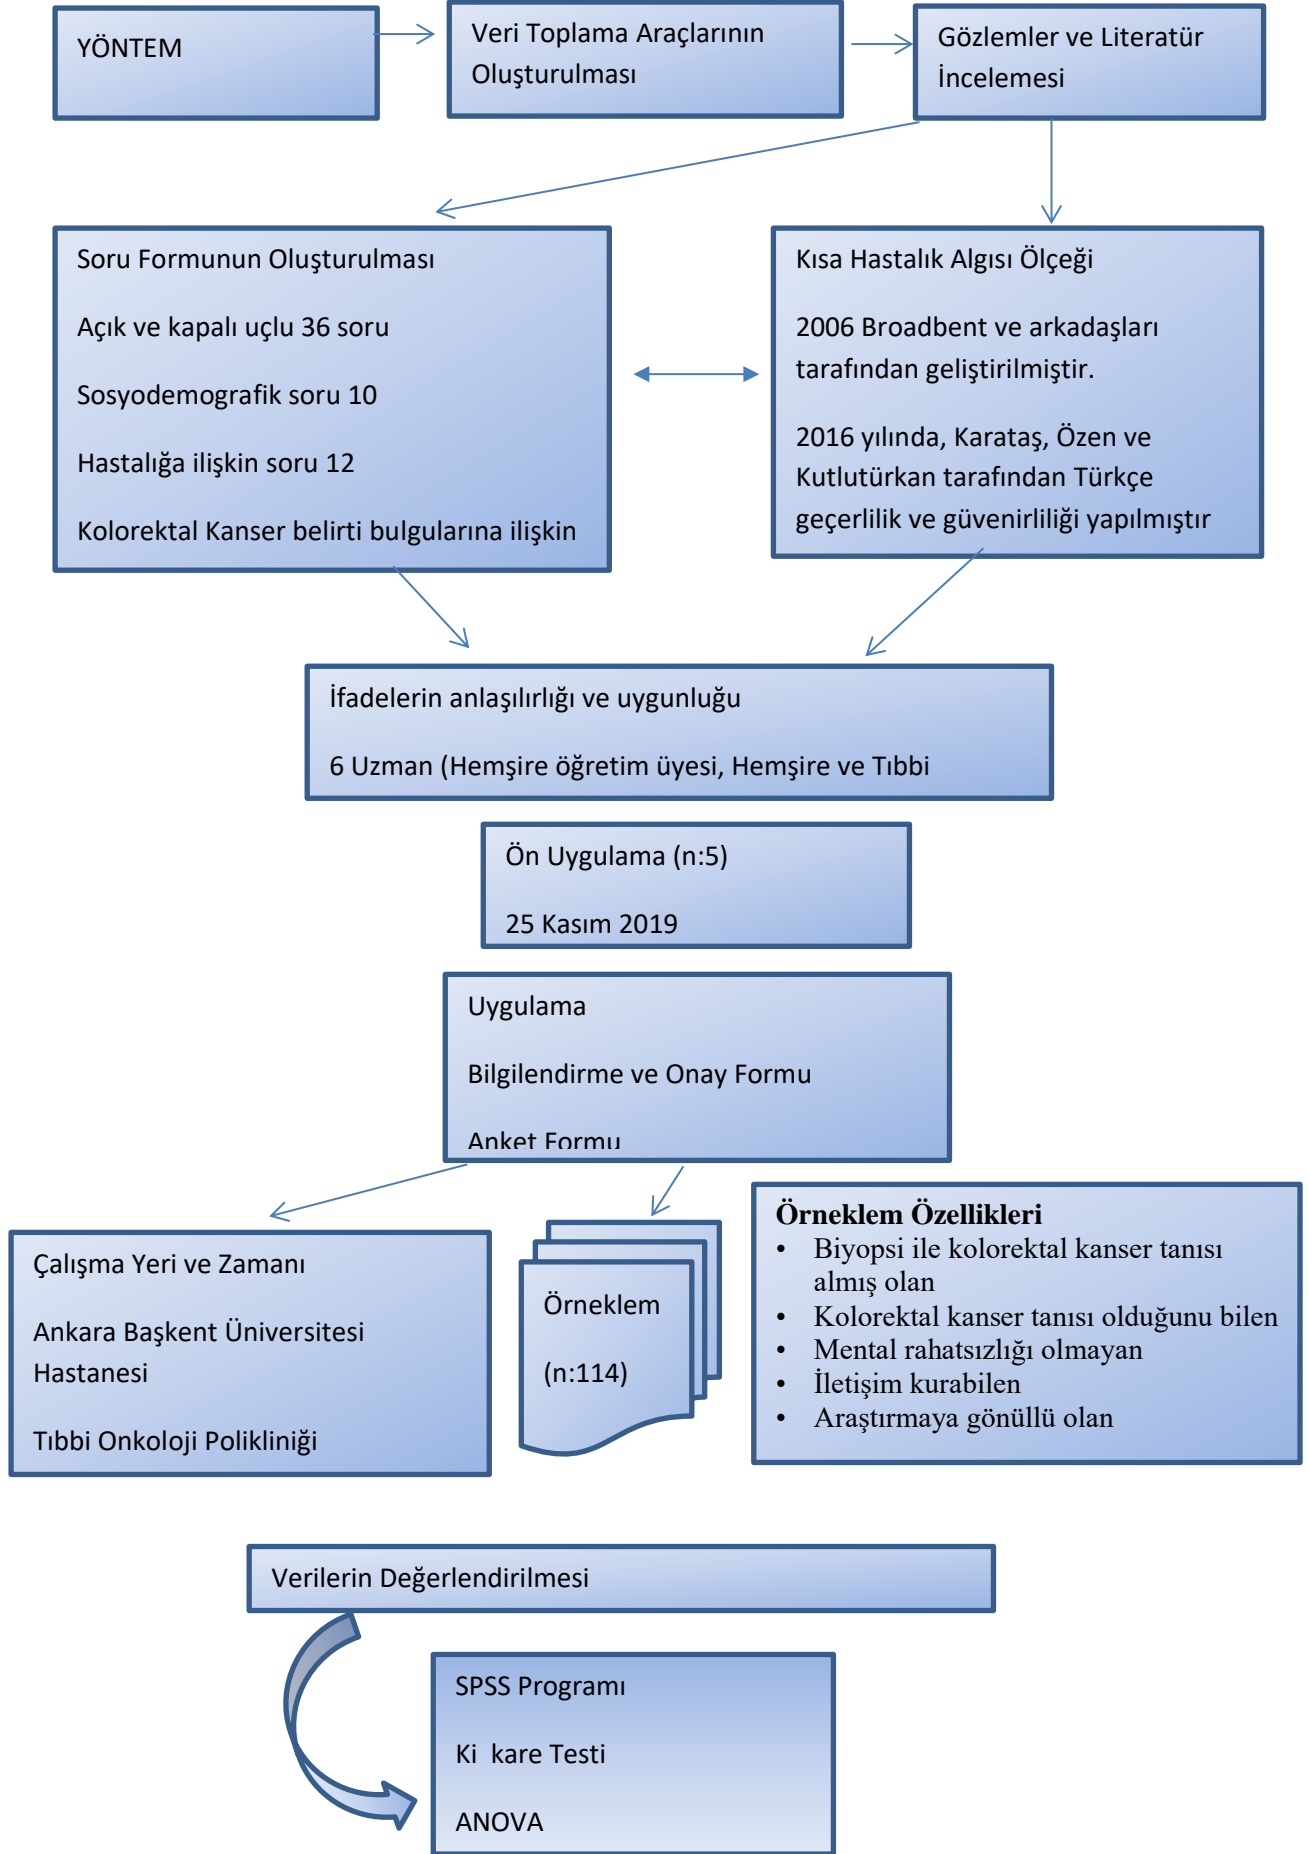 YÖNTEM
Veri Toplama Araçlarının
Oluşturulması
Gözlemler ve Literatür
İncelemesi
Soru Formunun Oluşturulması
Açık ve kapalı uçlu 36 soru
Sosyodemografik soru 10
Hastalığa ilişkin soru 12
Kolorektal Kanser belirti bulgularına ilişkin
Kısa Hastalık Algısı Ölçeği
2006 Broadbent ve arkadaşları
tarafından geliştirilmiştir.
2016 yılında, Karataş, Özen ve
Kutlutürkan tarafından Türkçe
geçerlilik ve güvenirliliği yapılmıştır
İfadelerin anlaşılırlığı ve uygunluğu
6 Uzman (Hemşire öğretim üyesi, Hemşire ve Tıbbi
Ön Uygulama (n:5)
25 Kasım 2019
Uygulama
Bilgilendirme ve Onay Formu
Anket Formu
Çalışma Yeri ve Zamanı
Ankara Başkent Üniversitesi
Hastanesi
Tıbbi Onkoloji Polikliniği
Örneklem
(n:114)
Örneklem Özellikleri
• Biyopsi ile kolorektal kanser tanısı
almış olan
• Kolorektal kanser tanısı olduğunu bilen
• Mental rahatsızlığı olmayan
• İletişim kurabilen
• Araştırmaya gönüllü olan
Verilerin Değerlendirilmesi
SPSS Programı
Ki kare Testi
ANOVA